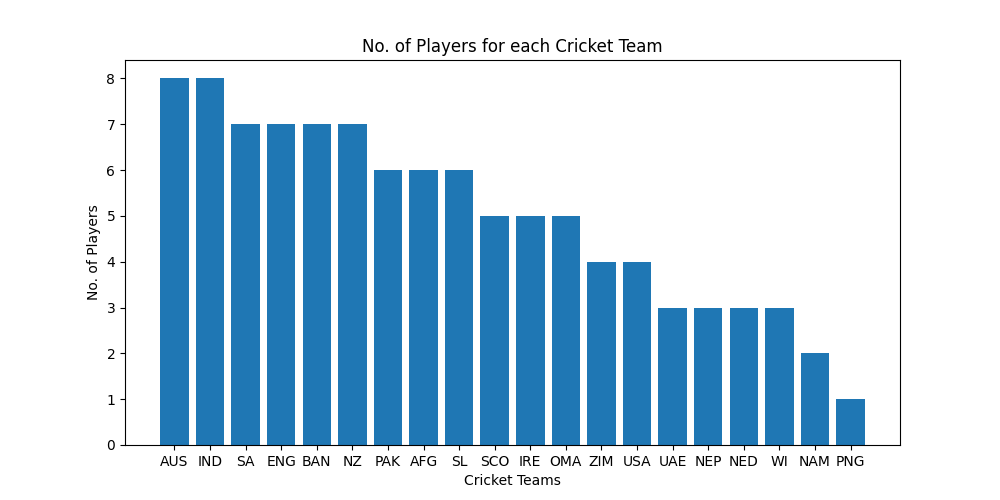 No. of Players for each Cricket Team
No. of Players
8
7
6
5
4
3
2
1
0
AUS IND SA ENG BAN NZ PAK AFG SL SCO IRE OMA ZIM USA UAE NEP NED WI NAM PNG
Cricket Teams